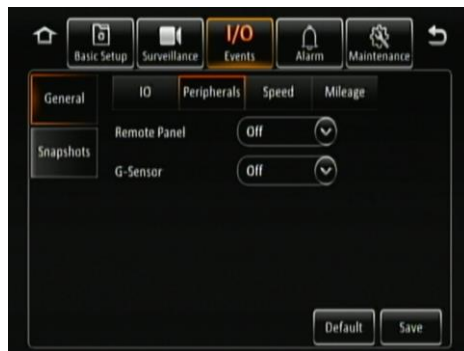 I/O
Basic Setup Surveillance Events Alarm Maintenance
General IO Peripherals Speed Mileage
Remote Panel Off
Snapshots
G-Sensor Off
Default Save